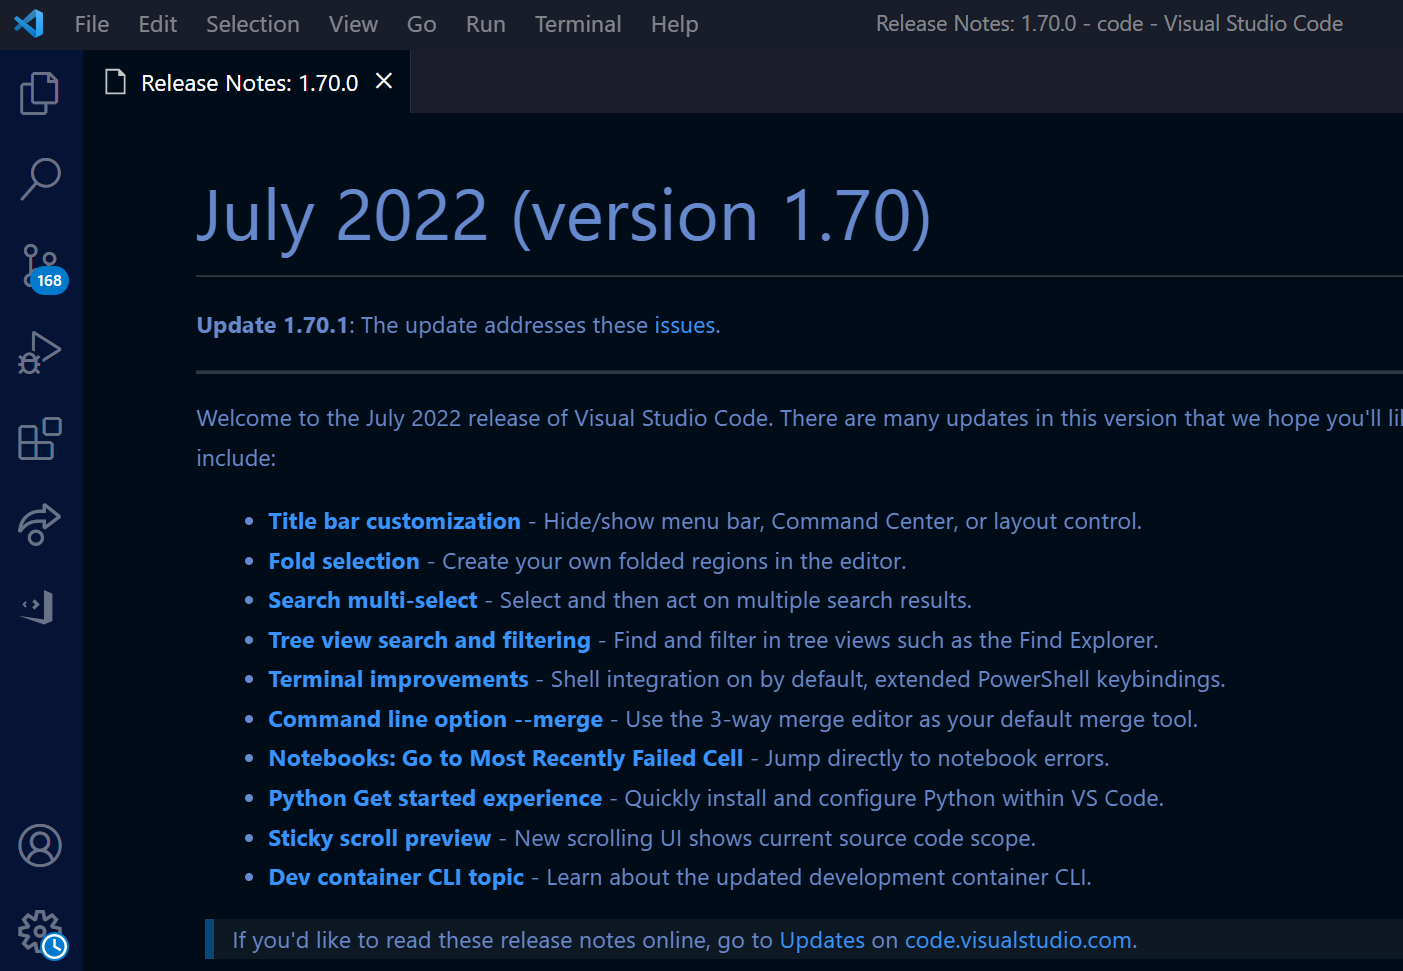 File Edit Selection View Go Run Terminal Help Release Notes: 1.70.0 - code - Visual Studio Code
Release Notes: 1.70.0
July 2022 (version 1.70)
168
Update 1.70.1: The update addresses these issues.
Welcome to the July 2022 release of Visual Studio Code. There are many updates in this version that we hope you'll
include:
Title bar customization - Hide/show menu bar, Command Center, or layout control.
Fold selection - Create your own folded regions in the editor.
Search multi-select - Select and then act on multiple search results.
Tree view search and filtering - Find and filter in tree views such as the Find Explorer.
Terminal improvements - Shell integration on by default, extended PowerShell keybindings.
Command line option --merge - Use the 3-way merge editor as your default merge tool.
Notebooks: Go to Most Recently Failed Cell - Jump directly to notebook errors.
Python Get started experience - Quickly install and configure Python within VS Code.
Sticky scroll preview - New scrolling UI shows current source code scope.
Dev container CLI topic - Learn about the updated development container CLI.
If you'd like to read these release notes online, go to Updates on code.visualstudio.com.